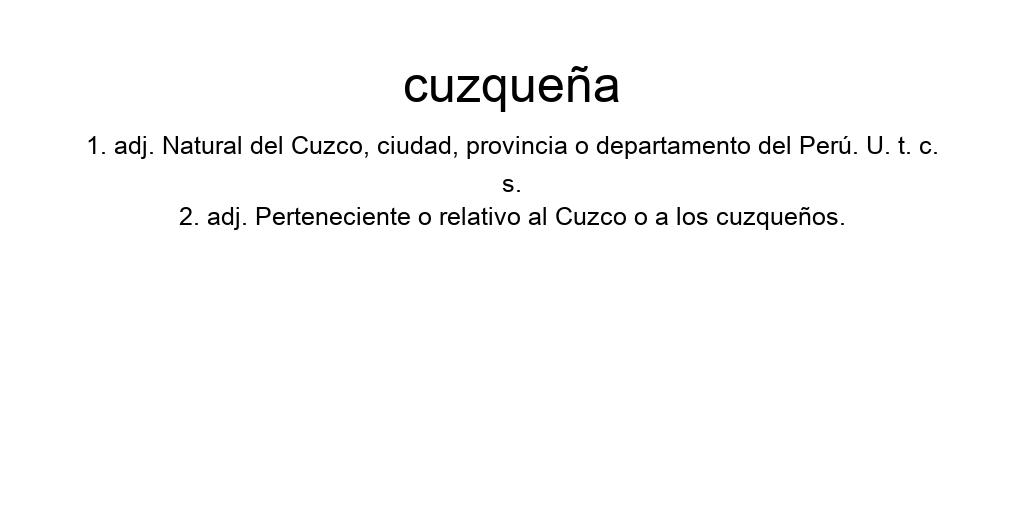 cuzqueña
1. adj. Natural del Cuzco, ciudad, provincia o departamento del Perú. U. t. c.
s.
2. adj. Perteneciente o relativo al Cuzco o a los cuzqueños.